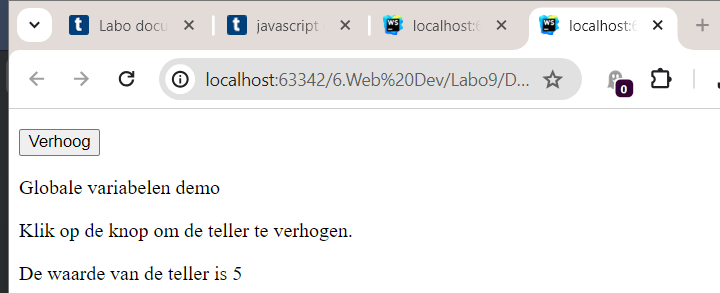 Labo docu
javascript
localhost:6
localhost:6
localhost:63342/6.Web%20Dev/Labo9/D...
0
Verhoog
Globale variabelen demo
Klik op de knop om de teller te verhogen.
De waarde van de teller is 5